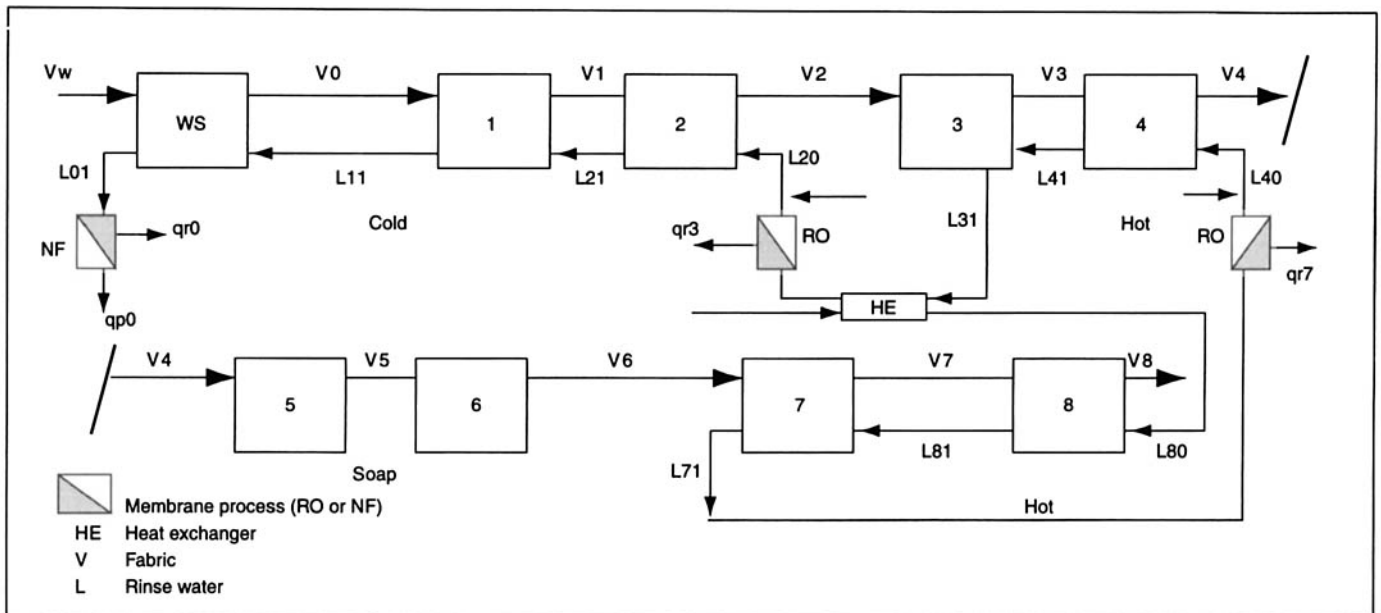 Vw V0 V1 V2 V3 V4
WS 1 2 3 4
L01 L11 L21 L20 L41 L40
Cold L31 Hot
NF qr0 qr3 RO RO qr7
qp0 HE
V4 V5 V6 V7 V8
5 6 7 8
Soap L71 L81 L80
Membrane process (RO or NF) Hot
HE Heat exchanger
V Fabric
L Rinse water